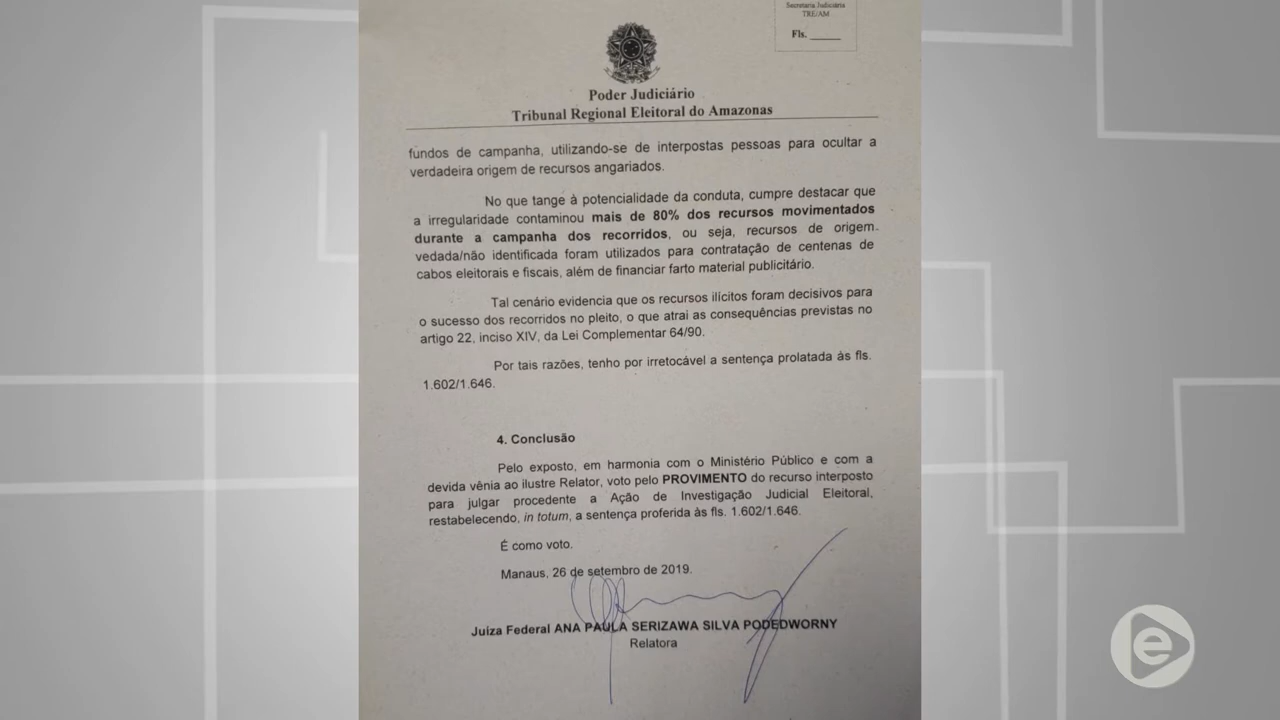 Secretaria Judiciária
TRE/AM
Fls. ______
Poder Judiciário
Tribunal Regional Eleitoral do Amazonas
fundos de campanha, utilizando-se de interpostas pessoas para ocultar a
verdadeira origem de recursos angariados.
No que tange à potencialidade da conduta, cumpre destacar que
a irregularidade contaminou mais de 80% dos recursos movimentados
durante a campanha dos recorridos, ou seja, recursos de origem
vedada/não identificada foram utilizados para contratação de centenas de
cabos eleitorais e fiscais, além de financiar farto material publicitário.
Tal cenário evidencia que os recursos ilícitos foram decisivos para
o sucesso dos recorridos no pleito, o que atrai as consequências previstas no
artigo 22, inciso XIV, da Lei Complementar 64/90.
Por tais razões, tenho por irretocável a sentença prolatada às fls.
1.602/1.646.
4. Conclusão
Pelo exposto, em harmonia com o Ministério Público e com a
devida vênia ao ilustre Relator, voto pelo PROVIMENTO do recurso interposto
para julgar procedente a Ação de Investigação Judicial Eleitoral,
restabelecendo, in totum, a sentença proferida às fls. 1.602/1.646.
É como voto.
Manaus, 26 de setembro de 2019.
Juíza Federal ANA PAULA SERIZAWA SILVA PODEDWORNY
Relatora
e